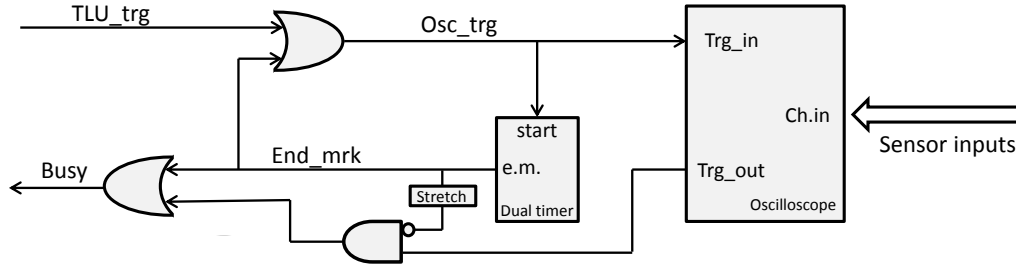 TLU_trg
Osc_trg
Trg_in
start
Ch.in
Sensor inputs
End_mrk
e.m.
Trg_out
Busy
Stretch
Dual timer
Oscilloscope